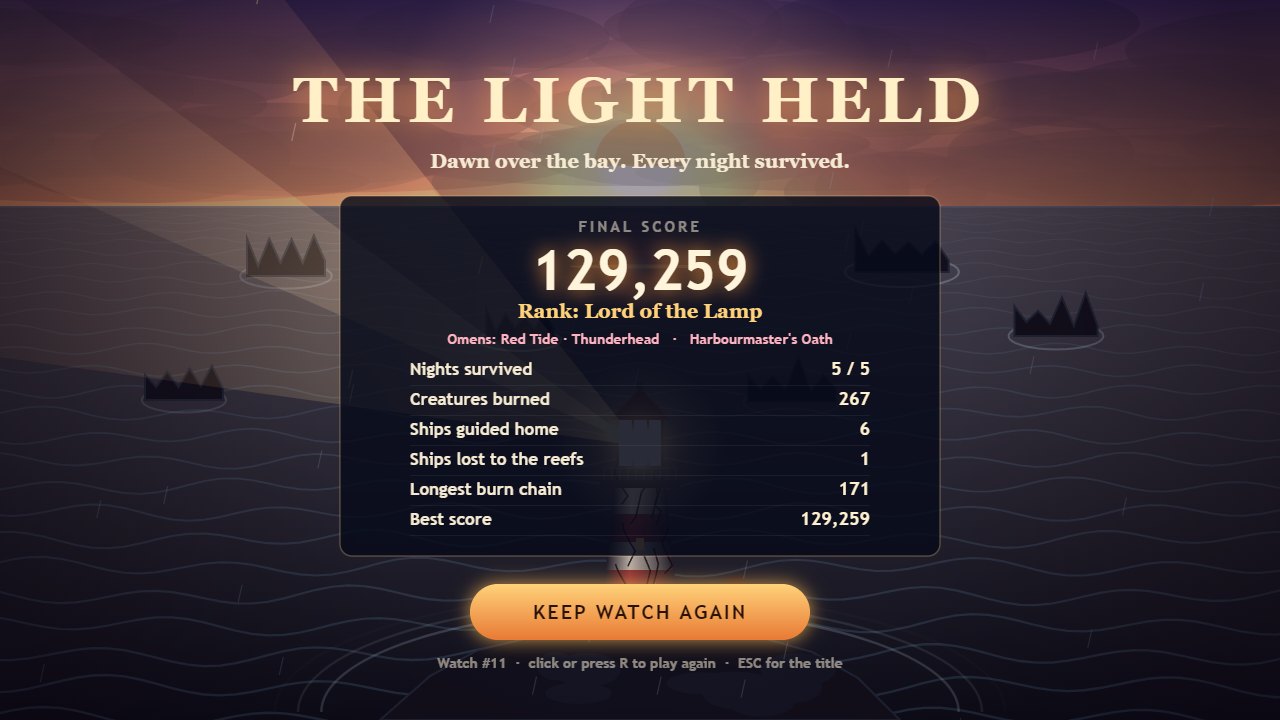 THE LIGHT HELD
Dawn over the bay. Every night survived.
FINAL SCORE
129,259
Rank: Lord of the Lamp
Omens: Red Tide · Thunderhead · Harbourmaster's Oath
Nights survived 5 / 5
Creatures burned 267
Ships guided home 6
Ships lost to the reefs 1
Longest burn chain 171
Best score 129,259
KEEP WATCH AGAIN
Watch #11 · click or press R to play again · ESC for the title